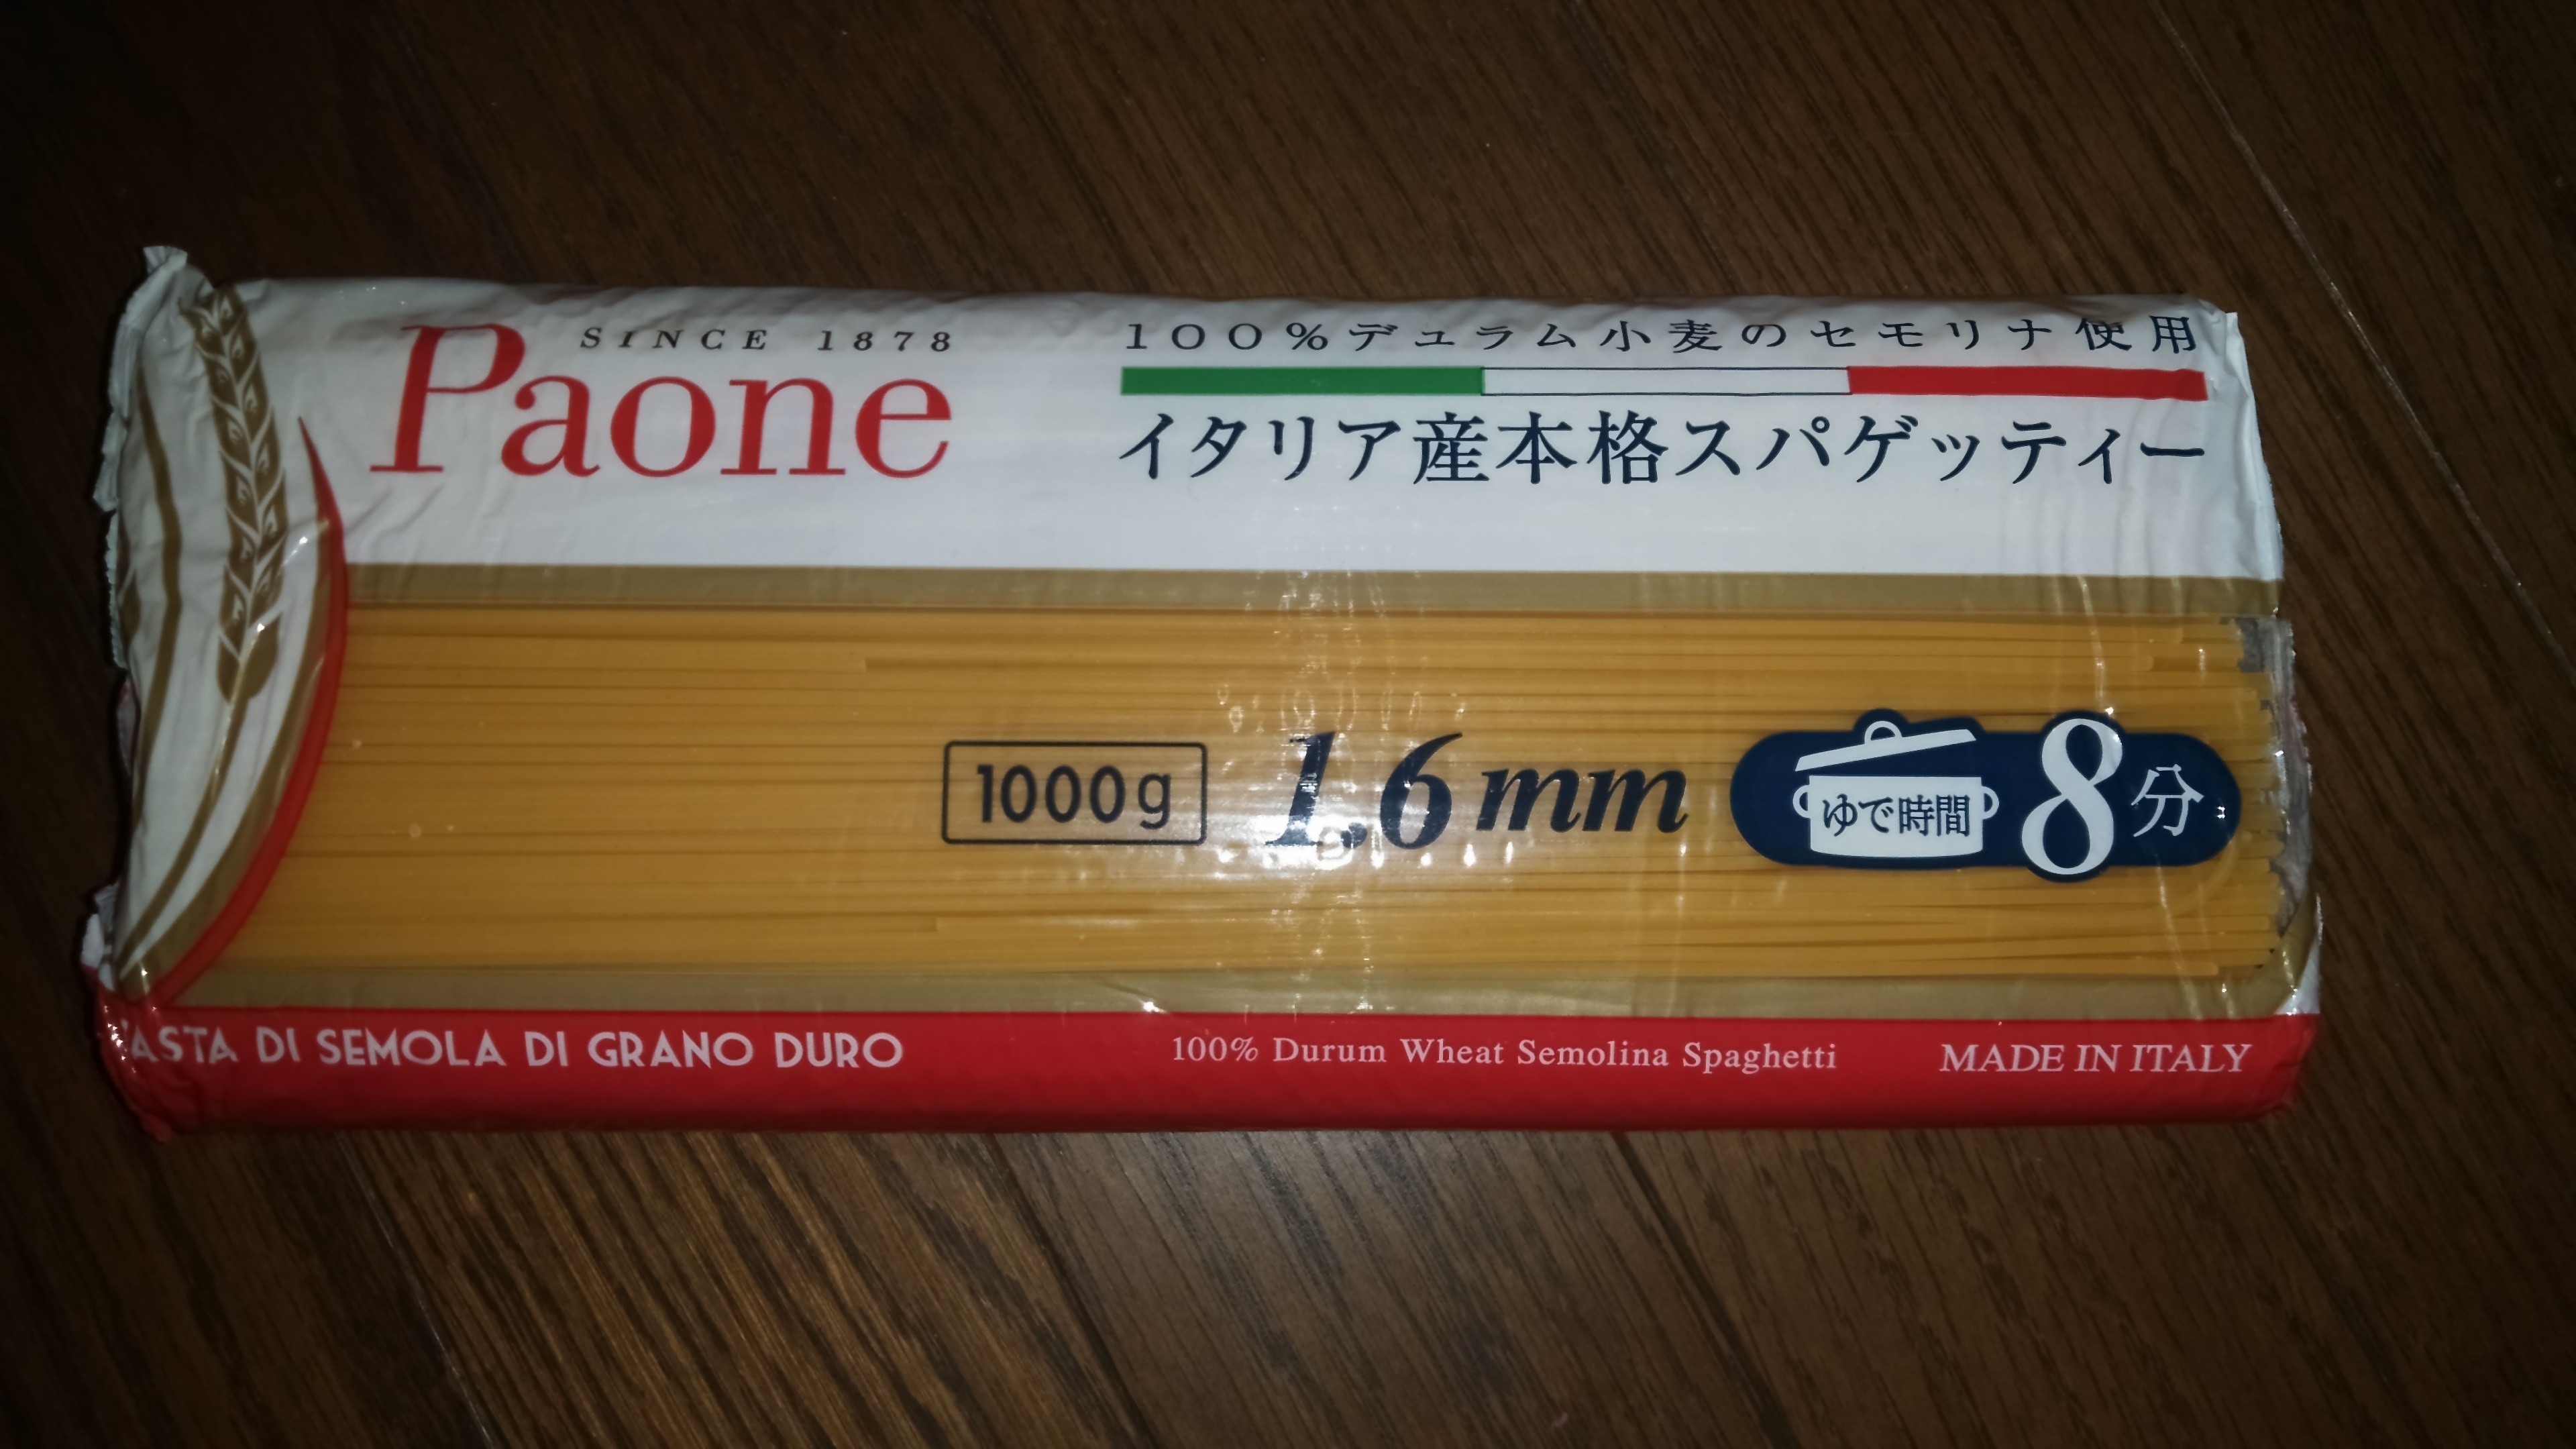 SINCE 1878
Paone
100%デュラム小麦のセモリナ使用
イタリア産本格スパゲッティー
1000g
1.6mm
ゆで時間
8分
DI SEMOLA DI GRANO DURO
100% Durum Wheat Semolina Spaghetti
MADE IN ITALY